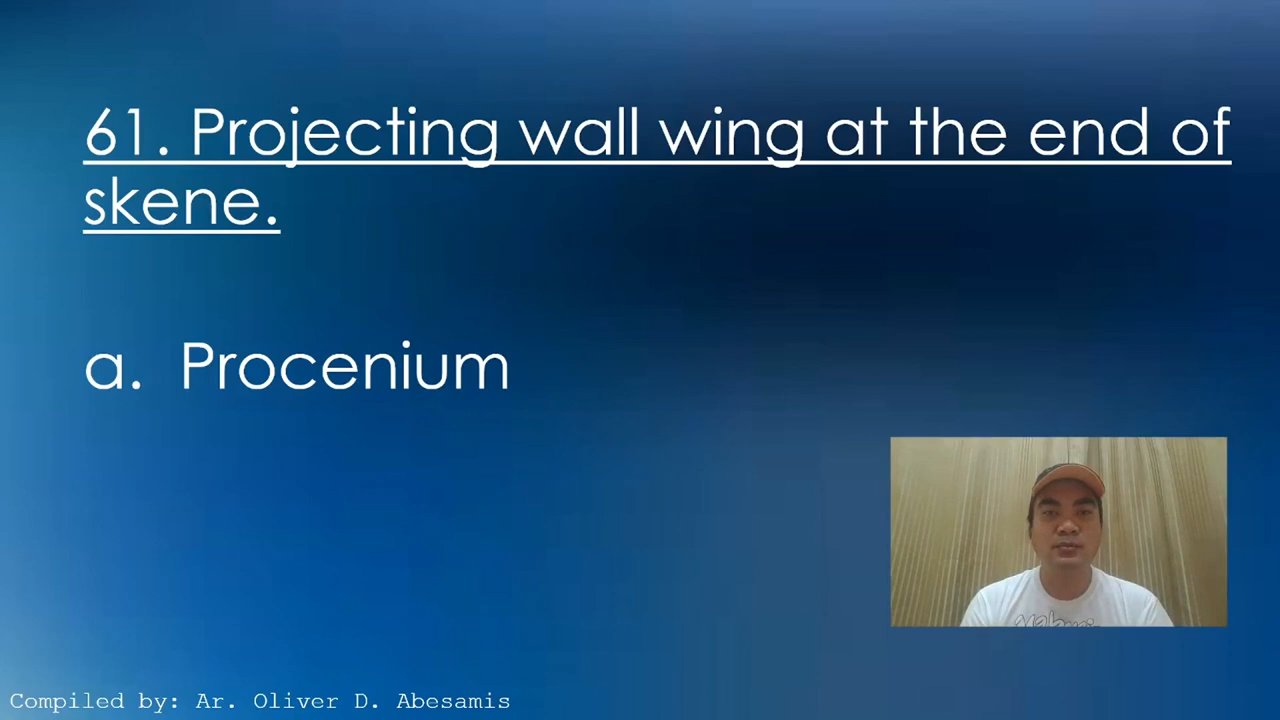 61. Projecting wall wing at the end of
skene.
a. Procenium
Compiled by: Ar. Oliver D. Abesamis